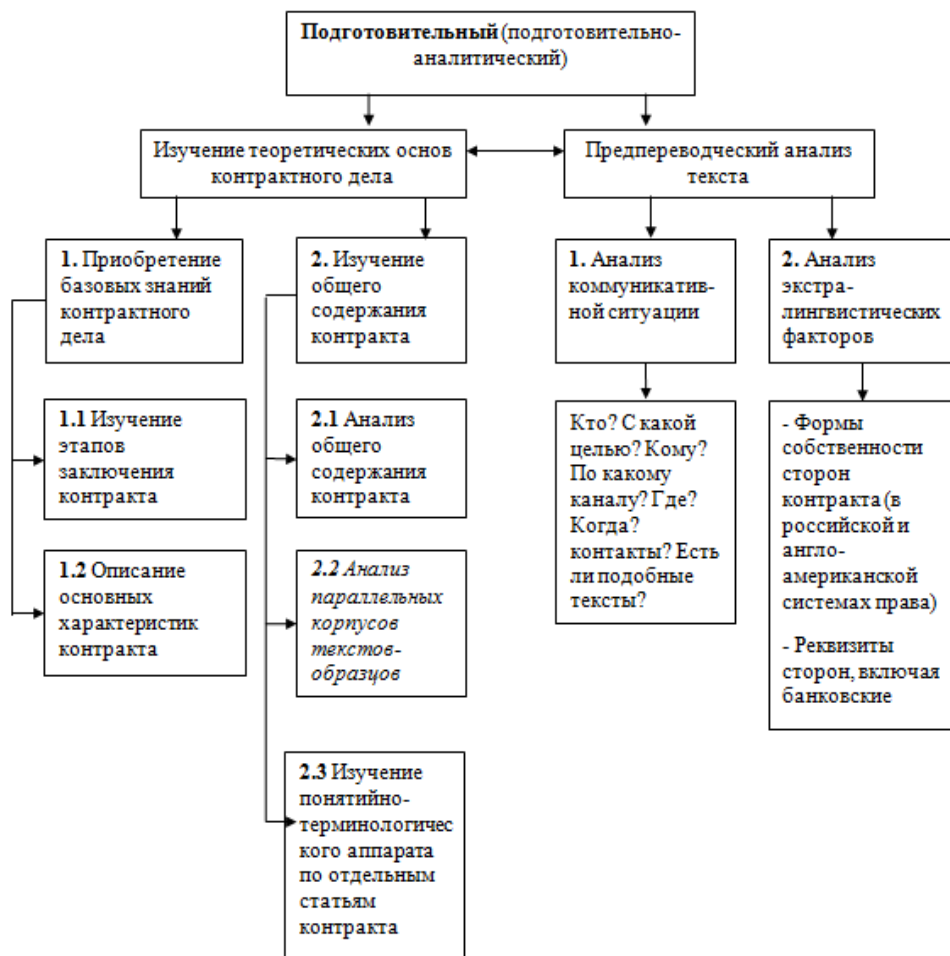 Подготовительный (подготовительно-
аналитический)
Изучение теоретических основ
контрактного дела
Предпереводческий анализ
текста
1. Приобретение
базовых знаний
контрактного
дела
2. Изучение
общего
содержания
контракта
1. Анализ
коммуникатив-
ной ситуации
2. Анализ
экстра-
лингвистических
факторов
1.1 Изучение
этапов
заключения
контракта
2.1 Анализ
общего
содержания
контракта
Кто? С какой
целью? Кому?
По какому
каналу? Где?
Когда?
контакты? Есть
ли подобные
тексты?
- Формы
собственности
сторон
контракта (в
российской и
англо-
американской
системах права)
- Реквизиты
сторон, включая
банковские
1.2 Описание
основных
характеристик
контракта
2.2 Анализ
параллельных
корпусов
текстов-
образцов
2.3 Изучение
понятийно-
терминологичес
кого аппарата
по отдельным
статьям
контракта